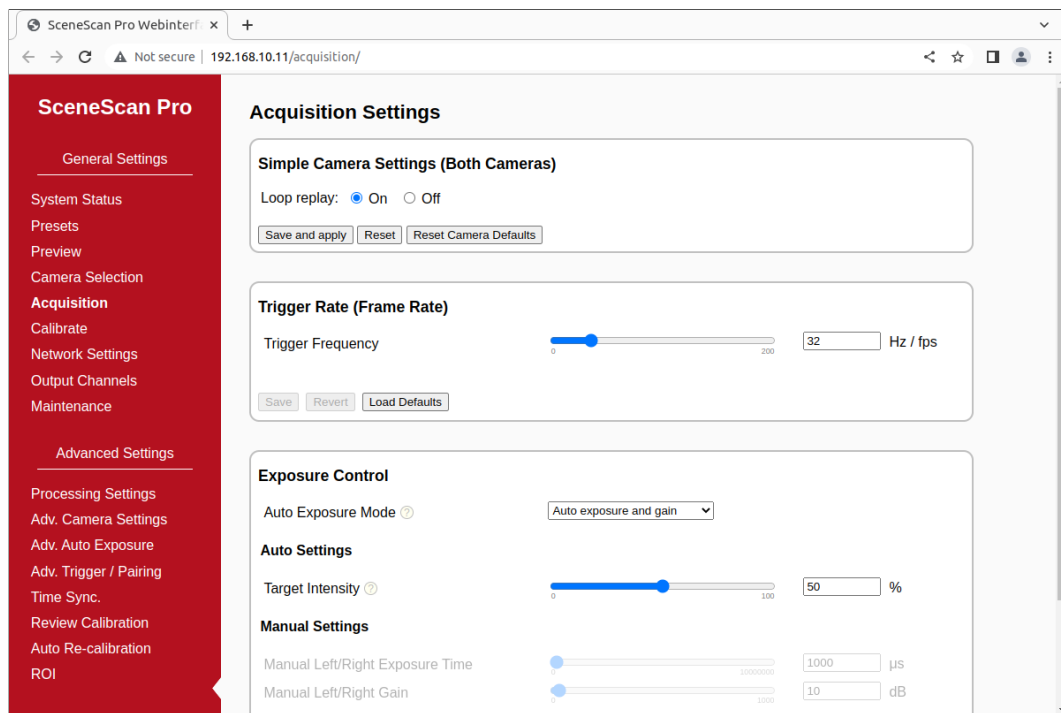 SceneScan Pro Webinterf
Not secure 192.168.10.11/acquisition/
SceneScan Pro
General Settings
System Status
Presets
Preview
Camera Selection
Acquisition
Calibrate
Network Settings
Output Channels
Maintenance
Advanced Settings
Processing Settings
Adv. Camera Settings
Adv. Auto Exposure
Adv. Trigger / Pairing
Time Sync.
Review Calibration
Auto Re-calibration
ROI
Acquisition Settings
Simple Camera Settings (Both Cameras)
Loop replay: On Off
Save and apply Reset Reset Camera Defaults
Trigger Rate (Frame Rate)
Trigger Frequency 32 Hz / fps
0 200
Save Revert Load Defaults
Exposure Control
Auto Exposure Mode ? Auto exposure and gain
Auto Settings
Target Intensity ? 50 %
0 100
Manual Settings
Manual Left/Right Exposure Time 1000 µs
0 10000000
Manual Left/Right Gain 10 dB
0 1000